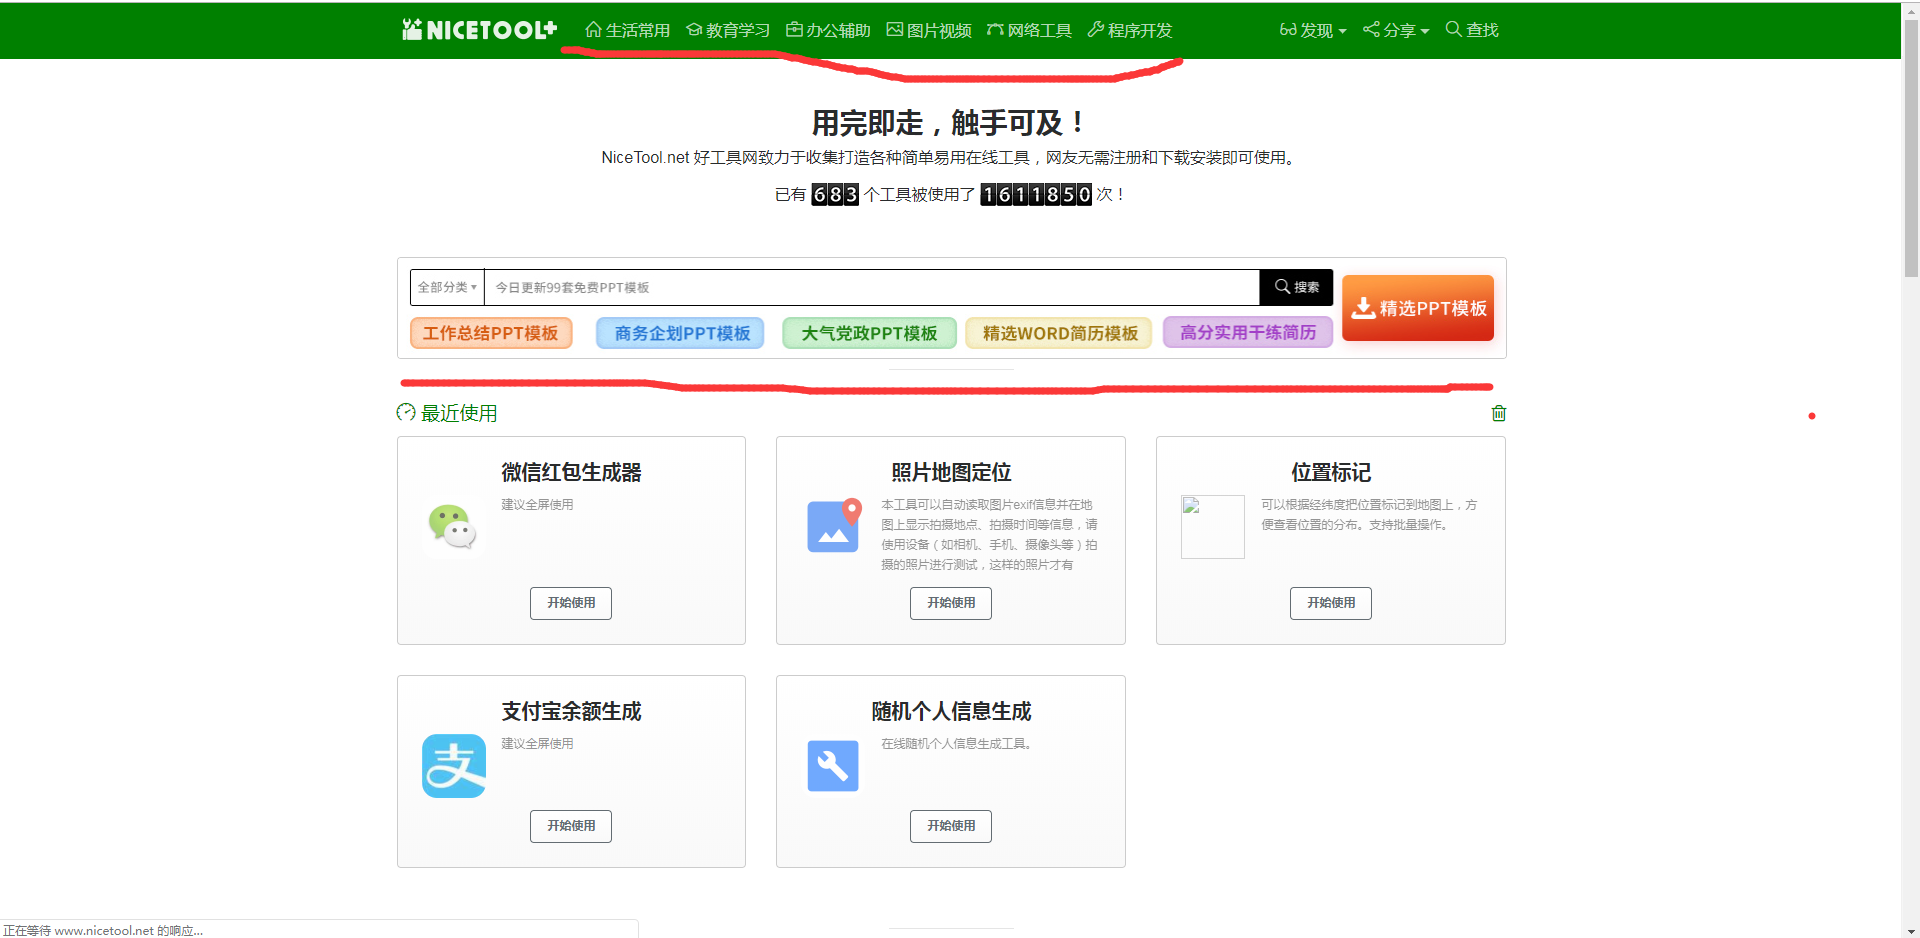 NICETOOL+ 生活常用 教育学习 办公辅助 图片视频 网络工具 程序开发 发现 分享 查找
用完即走，触手可及！
NiceTool.net 好工具网致力于收集打造各种简单易用在线工具，网友无需注册和下载安装即可使用。
已有 683 个工具被使用了 1611850 次！
全部分类 今日更新99套免费PPT模板 搜索
精选PPT模板
工作总结PPT模板 商务企划PPT模板 大气党政PPT模板 精选WORD简历模板 高分实用干练简历
最近使用
微信红包生成器
建议全屏使用
开始使用
照片地图定位
本工具可以自动读取图片exif信息并在地
图上显示拍摄地点、拍摄时间等信息，请
使用设备（如相机、手机、摄像头等）拍
摄的照片进行测试，这样的照片才有
开始使用
位置标记
可以根据经纬度把位置标记到地图上，方
便查看位置的分布。支持批量操作。
开始使用
支付宝余额生成
支
建议全屏使用
开始使用
随机个人信息生成
在线随机个人信息生成工具。
开始使用
正在等待 www.nicetool.net 的响应...